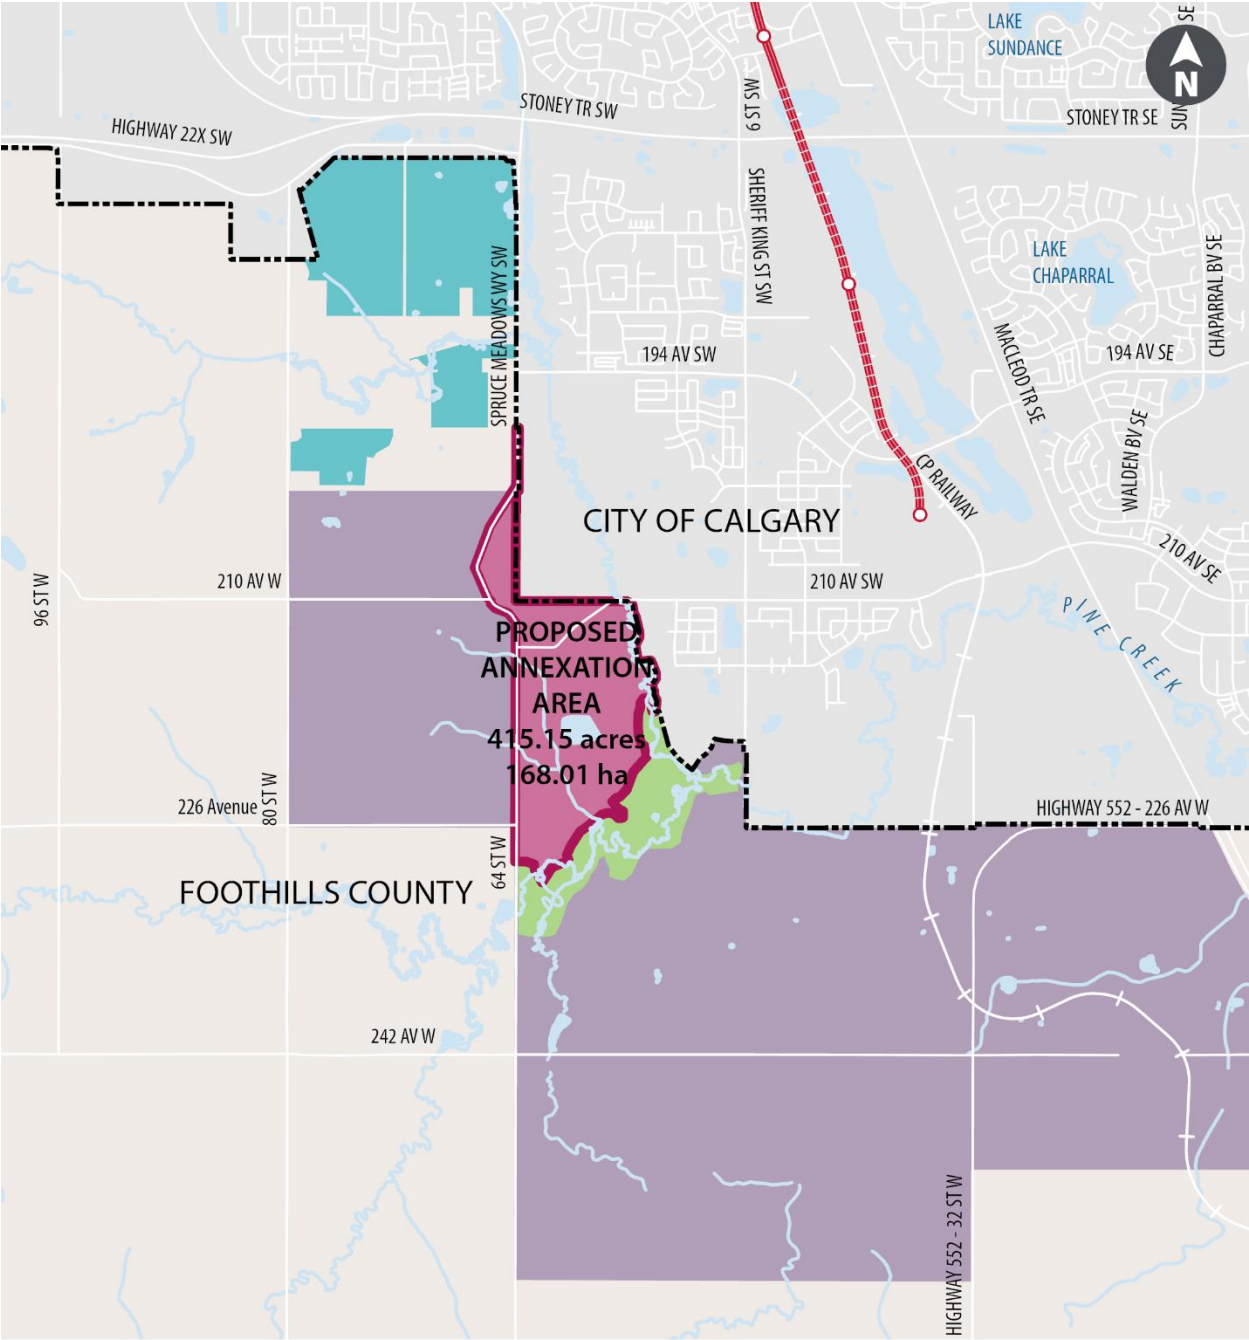 LAKE
SUNDANCE
SE
N
STONEY TR SW
HIGHWAY 22X SW
6 ST SW
STONEY TR SE
SUN
SHERIFF KING ST SW
SPRUCE MEADOWS WY SW
LAKE
CHAPARRAL
CHAPARRAL BV SE
194 AV SW
MACLEOD TR SE
194 AV SE
WALDEN BV SE
CP RAILWAY
CITY OF CALGARY
210 AV SE
96 ST W
210 AV W
210 AV SW
PINE CREEK
PROPOSED
ANNEXATION
AREA
415.15 acres
168.01 ha
80 ST W
226 Avenue
HIGHWAY 552 - 226 AV W
64 ST W
FOOTHILLS COUNTY
242 AV W
HIGHWAY 552 - 32 ST W